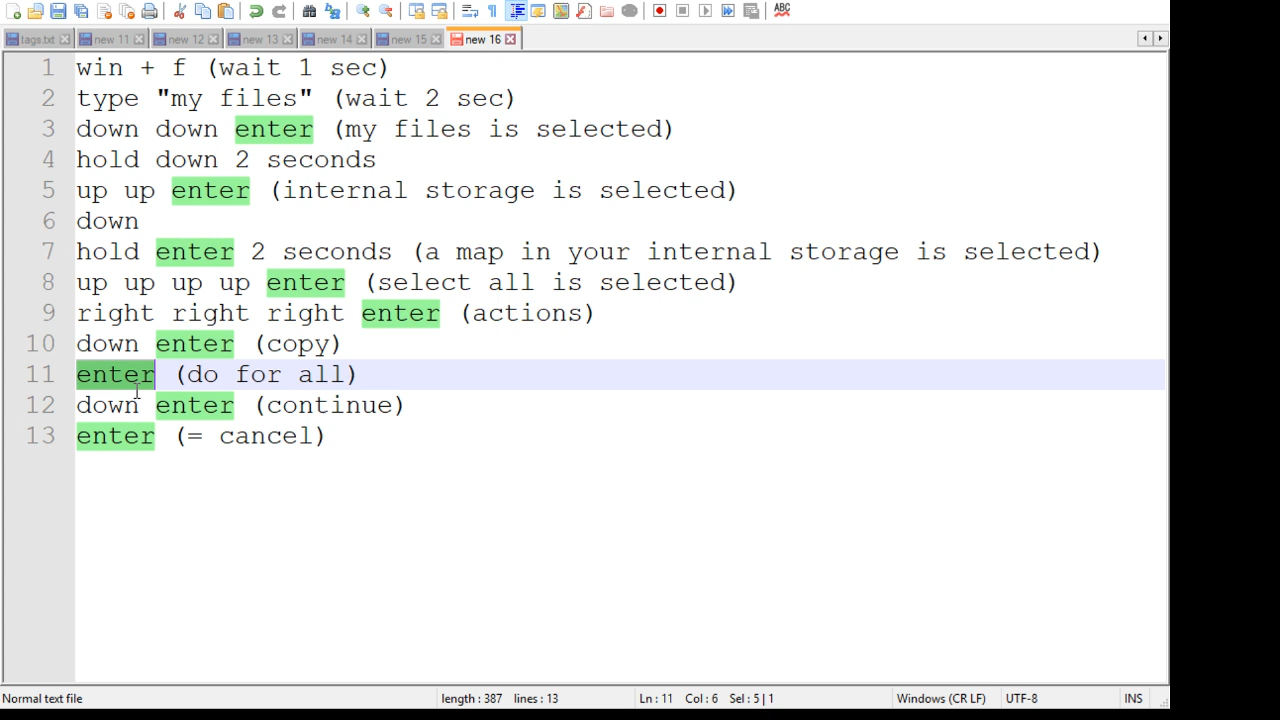 ABC
tags.txt new 11 new 12 new 13 new 14 new 15 new 16
1 win + f (wait 1 sec)
2 type "my files" (wait 2 sec)
3 down down enter (my files is selected)
4 hold down 2 seconds
5 up up enter (internal storage is selected)
6 down
7 hold enter 2 seconds (a map in your internal storage is selected)
8 up up up up enter (select all is selected)
9 right right right enter (actions)
10 down enter (copy)
11 enter (do for all)
12 down enter (continue)
13 enter (= cancel)
Normal text file length : 387 lines : 13 Ln : 11 Col : 6 Sel : 5 | 1 Windows (CR LF) UTF-8 INS